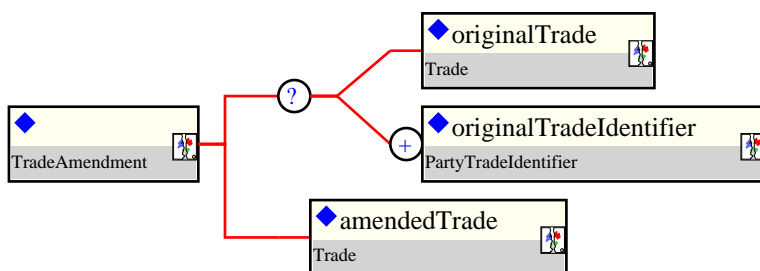 originalTrade
Trade
?
TradeAmendment
+
originalTradeIdentifier
PartyTradeIdentifier
amendedTrade
Trade